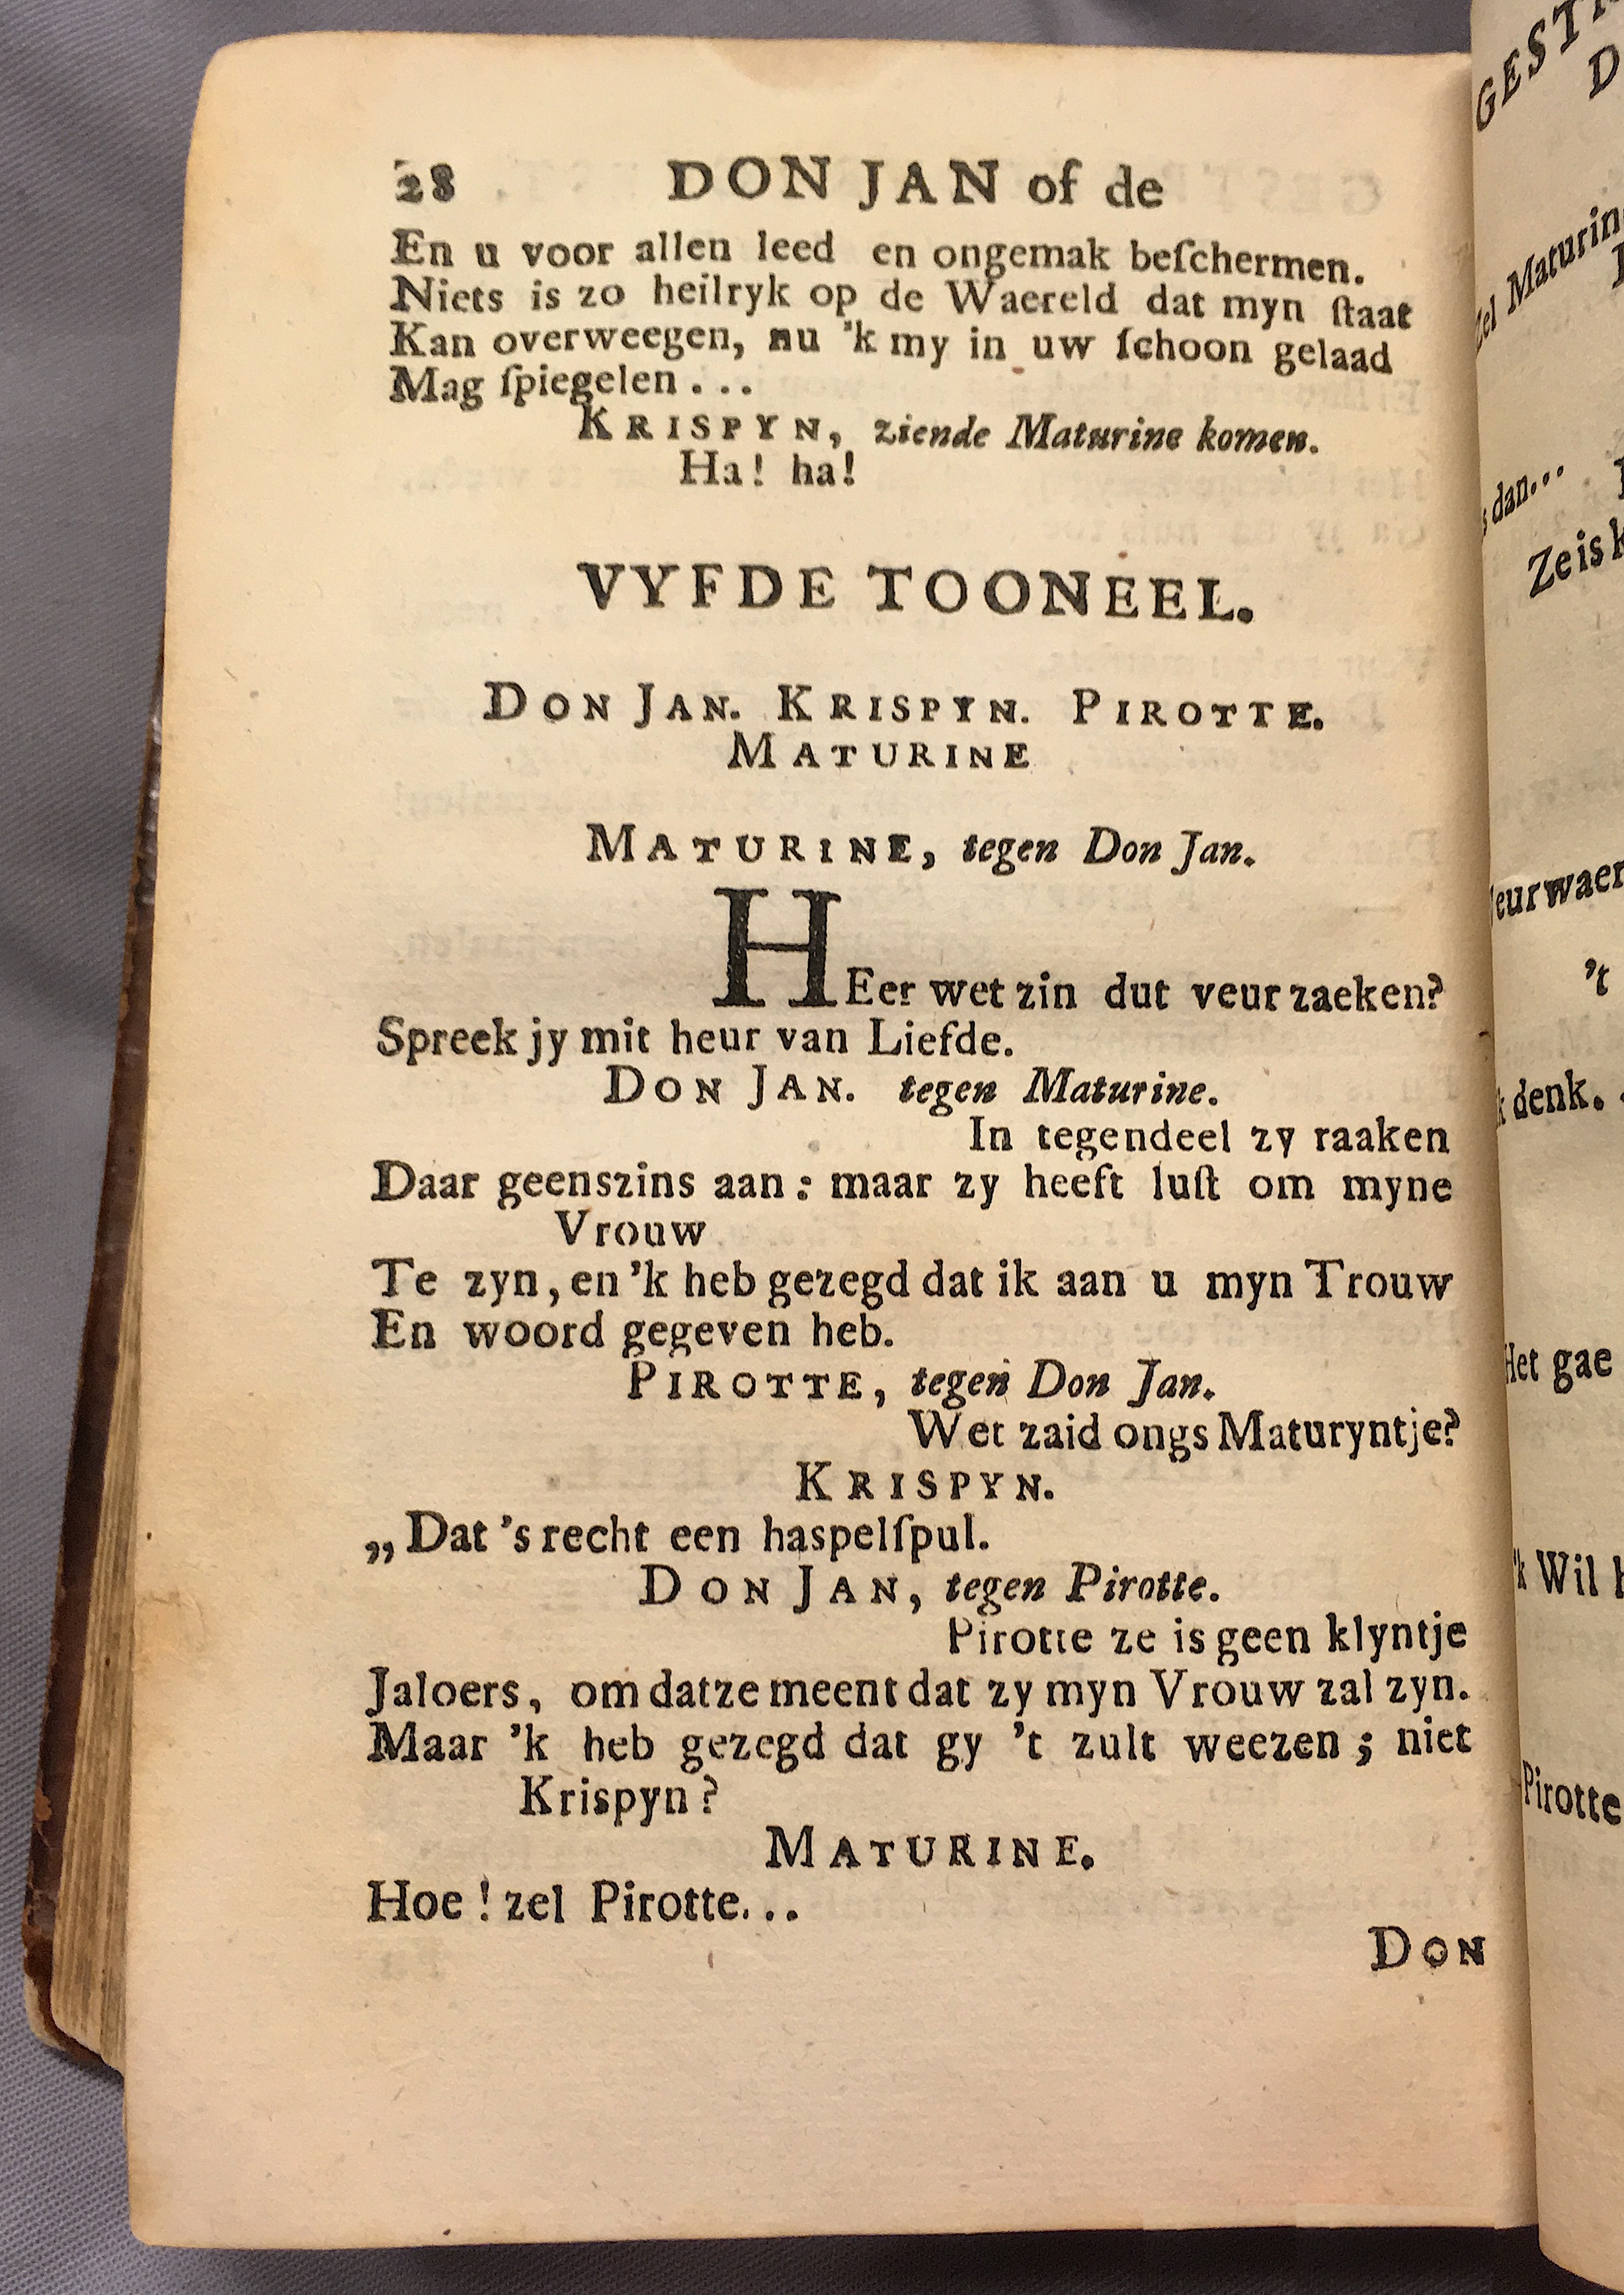 28 DON JAN of de
En u voor allen leed en ongemak beſchermen.
Niets is zo heilryk op de Waereld dat myn ſtaat
Kan overweegen, nu 'k my in uw ſchoon gelaad
Mag ſpiegelen . . .
KRISPYN, ziende Maturine komen.
Ha! ha!
VYFDE TOONEEL.
DON JAN. KRISPYN. PIROTTE.
MATURINE
MATURINE, tegen Don Jan.
HEer wet zin dut veur zaeken?
Spreek jy mit heur van Liefde.
DON JAN. tegen Maturine.
In tegendeel zy raaken
Daar geenszins aan: maar zy heeft luſt om myne
Vrouw
Te zyn, en 'k heb gezegd dat ik aan u myn Trouw
En woord gegeven heb.
PIROTTE, tegen Don Jan.
Wet zaid ongs Maturyntje?
KRISPYN.
„Dat 's recht een haspelſpul.
DON JAN, tegen Pirotte.
Pirotte ze is geen klyntje
Jaloers, om datze meent dat zy myn Vrouw zal zyn.
Maar 'k heb gezegd dat gy 't zult weezen; niet
Krispyn?
MATURINE.
Hoe! zel Pirotte. . .
DON
Maturin
dan...
't
denk.
Het gae
'k Wil
Pirotte